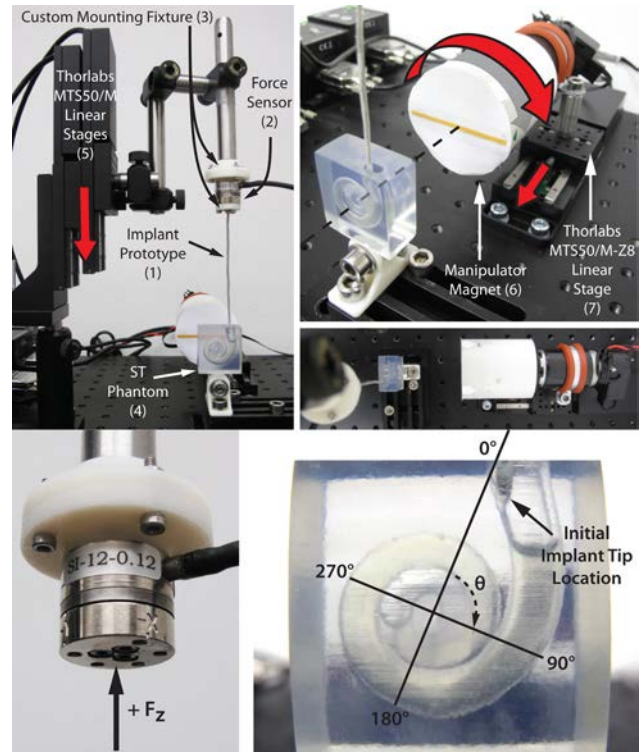 Custom Mounting Fixture (3)
Thorlabs
MTS50/M
Linear
Stages
(5)
Force
Sensor
(2)
Implant
Prototype
(1)
ST
Phantom
(4)
Manipulator
Magnet (6)
Thorlabs
MTS50/M-Z8
Linear
Stage
(7)
SI-12-0.12
-X
+ Fz
0°
Initial
Implant Tip
Location
270°
θ
90°
180°